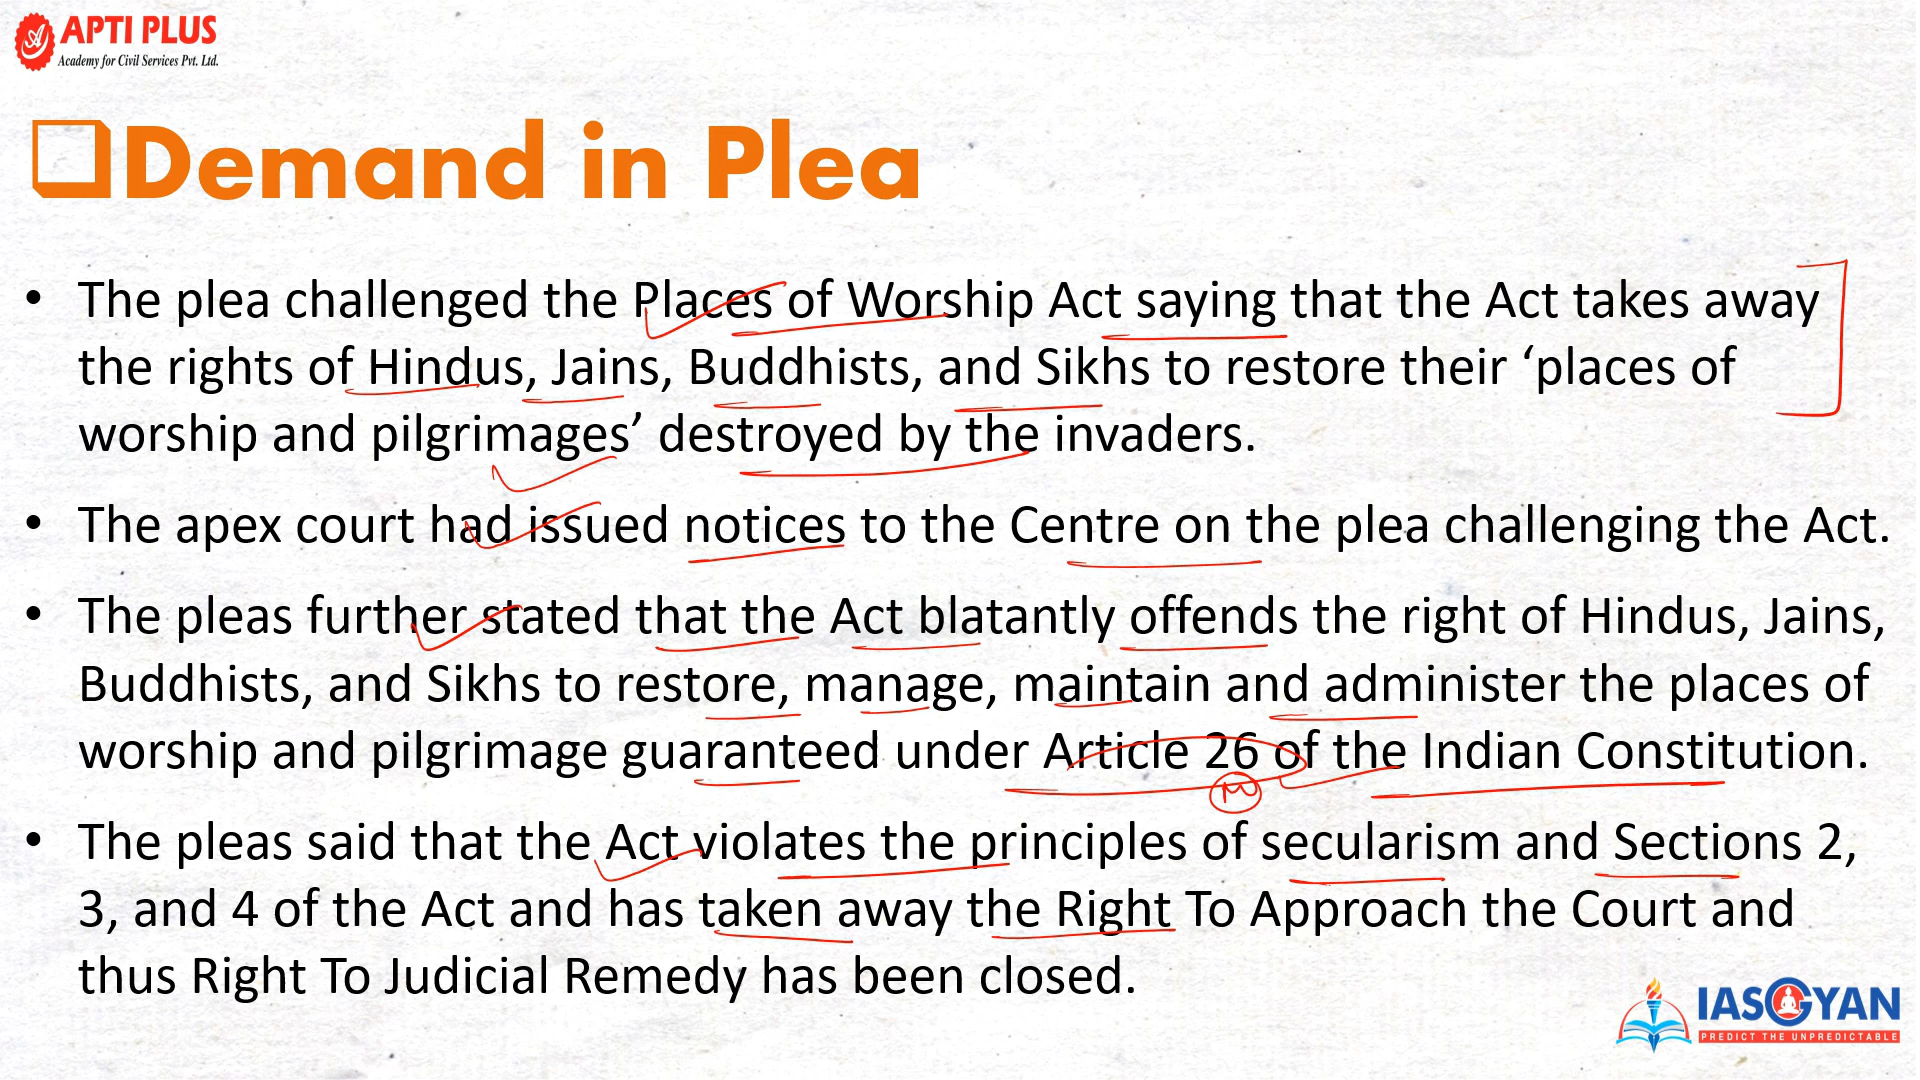 APTI PLUS
Academy for Civil Services Pvt. Ltd.
Demand in Plea
• The plea challenged the Places of Worship Act saying that the Act takes away
the rights of Hindus, Jains, Buddhists, and Sikhs to restore their ‘places of
worship and pilgrimages’ destroyed by the invaders.
• The apex court had issued notices to the Centre on the plea challenging the Act.
• The pleas further stated that the Act blatantly offends the right of Hindus, Jains,
Buddhists, and Sikhs to restore, manage, maintain and administer the places of
worship and pilgrimage guaranteed under Article 26 of the Indian Constitution.
• The pleas said that the Act violates the principles of secularism and Sections 2,
3, and 4 of the Act and has taken away the Right To Approach the Court and
thus Right To Judicial Remedy has been closed.
IASGYAN
PREDICT THE UNPREDICTABLE